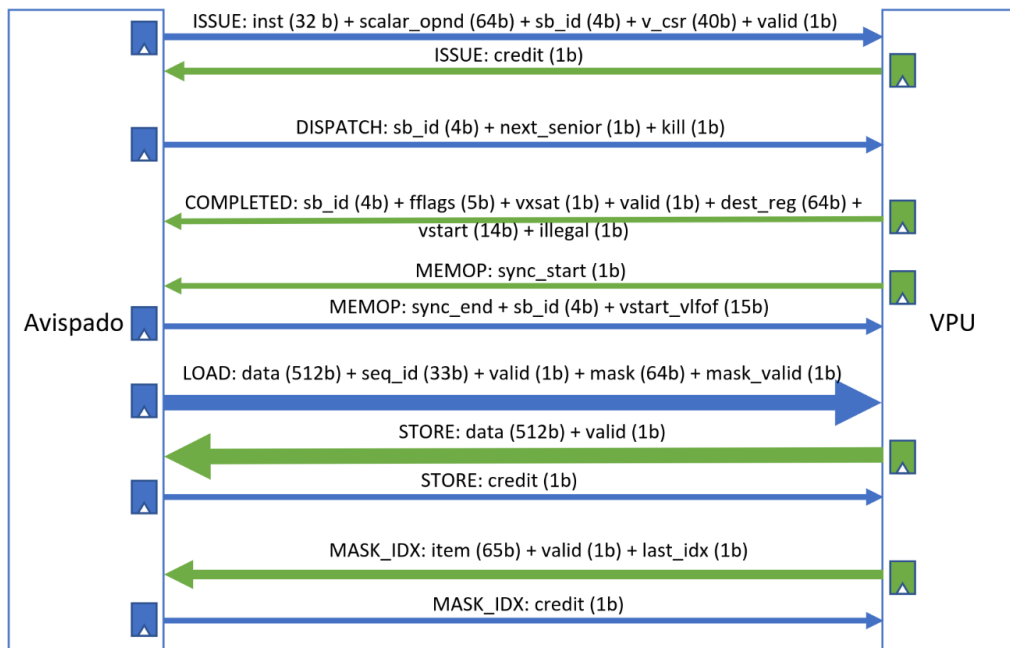 ISSUE: inst (32 b) + scalar_opnd (64b) + sb_id (4b) + v_csr (40b) + valid (1b)
ISSUE: credit (1b)
DISPATCH: sb_id (4b) + next_senior (1b) + kill (1b)
COMPLETED: sb_id (4b) + fflags (5b) + vxsat (1b) + valid (1b) + dest_reg (64b) +
vstart (14b) + illegal (1b)
MEMOP: sync_start (1b)
MEMOP: sync_end + sb_id (4b) + vstart_vlfof (15b)
Avispado
VPU
LOAD: data (512b) + seq_id (33b) + valid (1b) + mask (64b) + mask_valid (1b)
STORE: data (512b) + valid (1b)
STORE: credit (1b)
MASK_IDX: item (65b) + valid (1b) + last_idx (1b)
MASK_IDX: credit (1b)